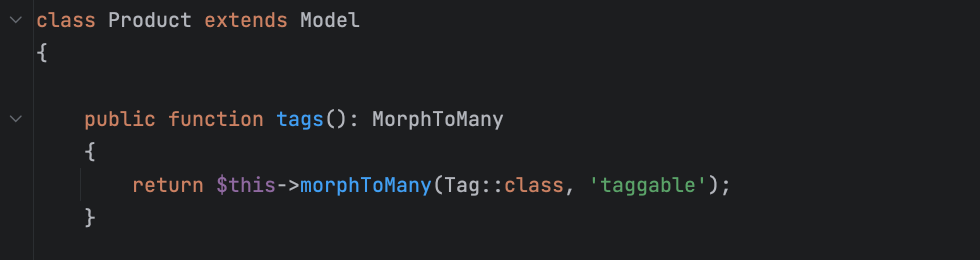 class Product extends Model
{
public function tags(): MorphToMany
{
return $this->morphToMany(Tag::class, 'taggable');
}